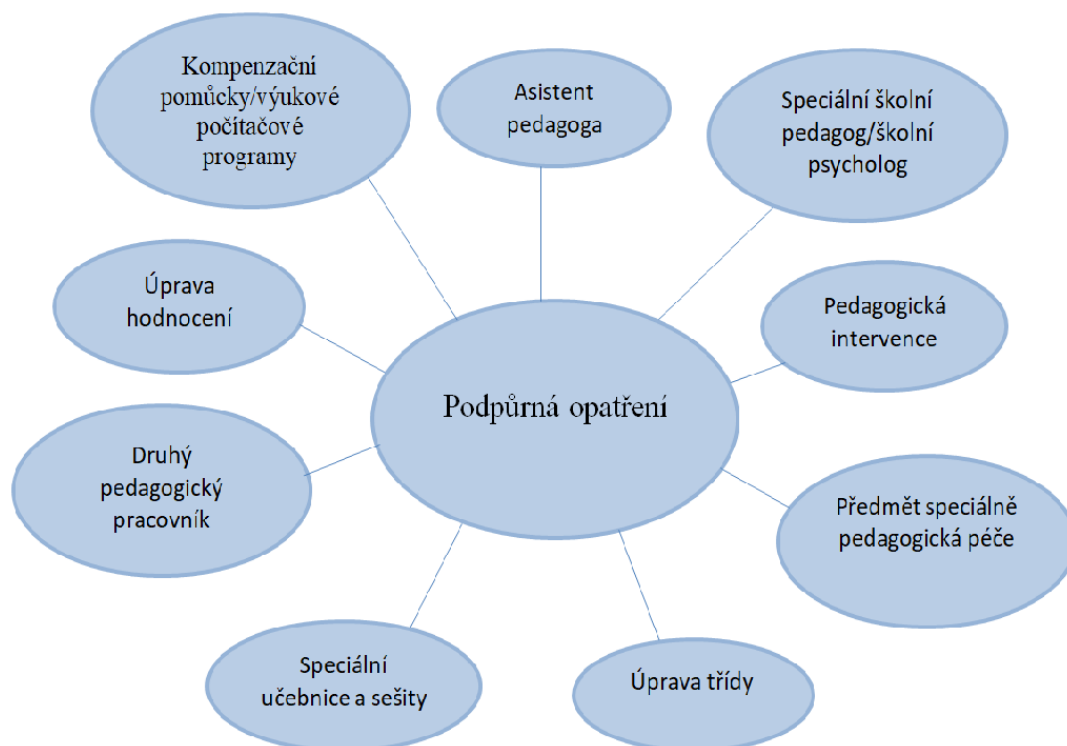 Kompenzační
pomůcky/výukové
počítačové
programy
Asistent
pedagoga
Speciální školní
pedagog/školní
psycholog
Úprava
hodnocení
Pedagogická
intervence
Podpůrná opatření
Druhý
pedagogický
pracovník
Předmět speciálně
pedagogická péče
Speciální
učebnice a sešity
Úprava třídy